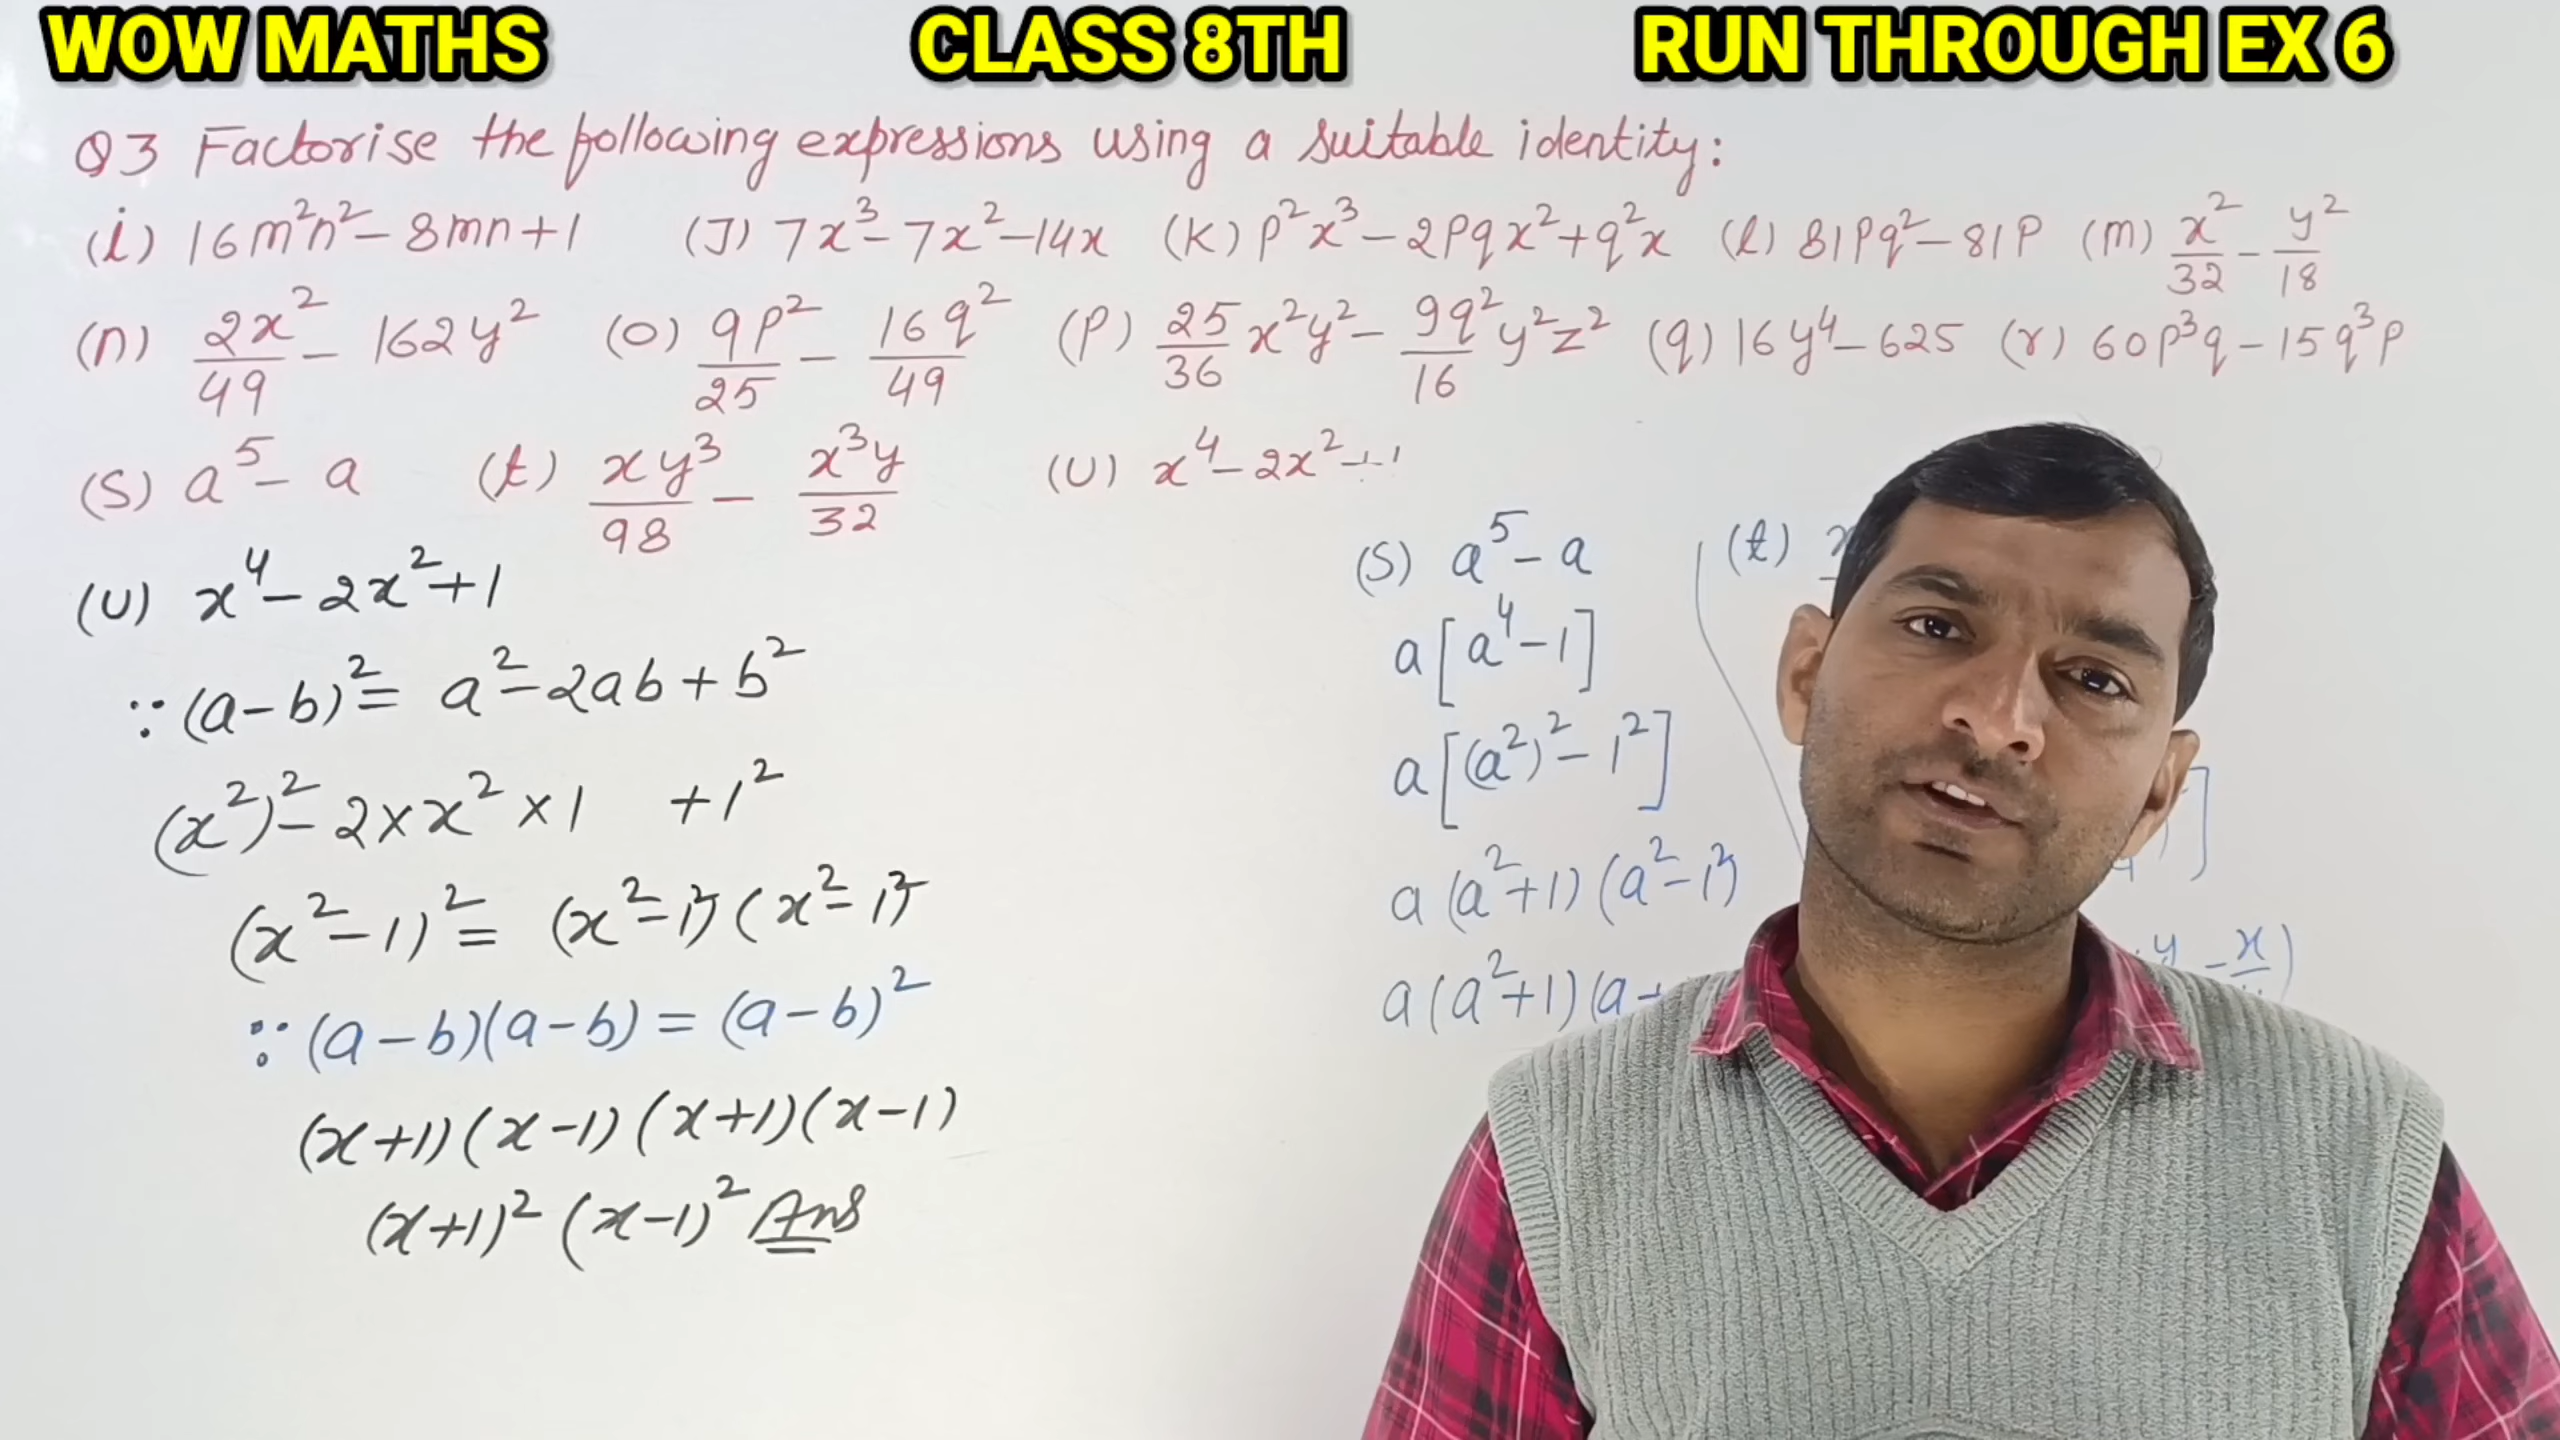 WOW MATHS CLASS 8TH RUN THROUGH EX 6
Q3 Factorise the following expressions using a suitable identity:
(i) 16m²n² - 8mn + 1 (J) 7x³ - 7x² - 14x (K) p²x³ - 2pqx² + q²x (l) 81pq² - 81p (m) x²/32 - y²/18
(n) 2x²/49 - 162y² (o) 9p²/25 - 16q²/49 (p) 25/36 x²y² - 9q²/16 y²z² (q) 16y⁴ - 625 (r) 60p³q - 15q³p
(S) a⁵ - a (t) xy³/98 - x³y/32 (U) x⁴ - 2x² + 1
(U) x⁴ - 2x² + 1
∵ (a - b)² = a² - 2ab + b²
(x²)² - 2 × x² × 1 + 1²
(x² - 1)² = (x² - 1²) (x² - 1²)
∵ (a - b)(a - b) = (a - b)²
(x + 1) (x - 1) (x + 1) (x - 1)
(x + 1)² (x - 1)² Ans
(S) a⁵ - a
a[a⁴ - 1]
a[(a²)² - 1²]
a (a² + 1) (a² - 1²)
a (a² + 1) (a +
(t)